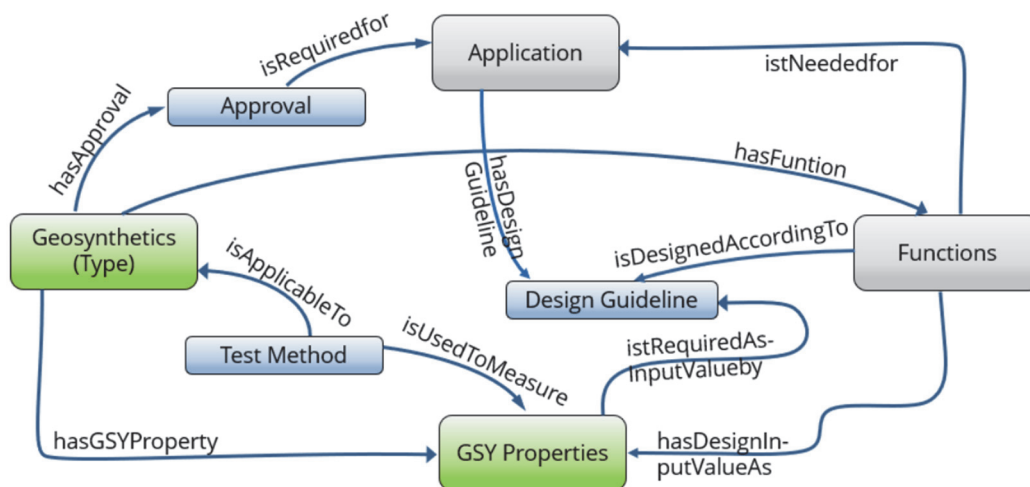 isRequiredfor
Application
istNeededfor
Approval
hasApproval
hasFuntion
hasDesign
Guideline
Geosynthetics
(Type)
isApplicableTo
isDesignedAccordingTo
Functions
Design Guideline
Test Method
isUsedToMeasure
istRequiredAs-
InputValueby
hasGSYProperty
GSY Properties
hasDesignIn-
putValueAs